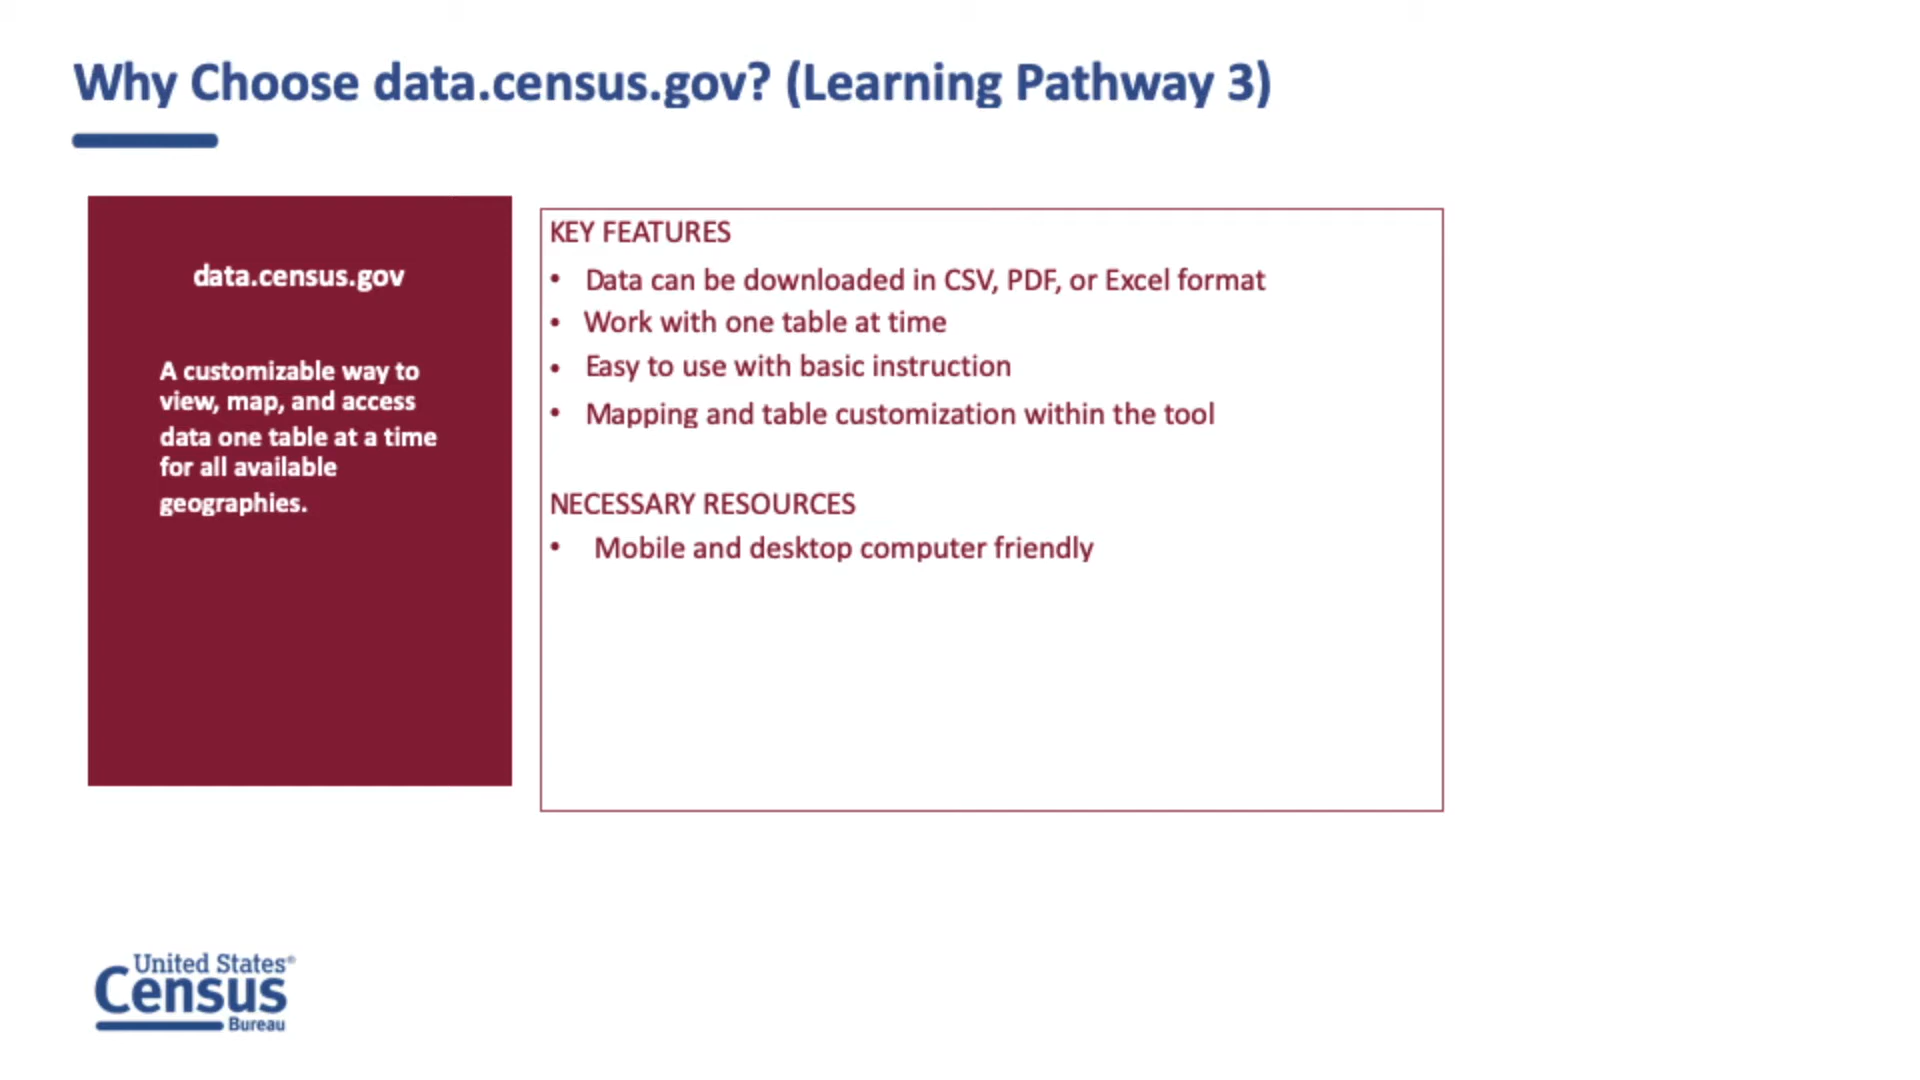 Why Choose data.census.gov? (Learning Pathway 3)
data.census.gov
A customizable way to
view, map, and access
data one table at a time
for all available
geographies.
KEY FEATURES
• Data can be downloaded in CSV, PDF, or Excel format
• Work with one table at time
• Easy to use with basic instruction
• Mapping and table customization within the tool
NECESSARY RESOURCES
• Mobile and desktop computer friendly
United States®
Census
Bureau